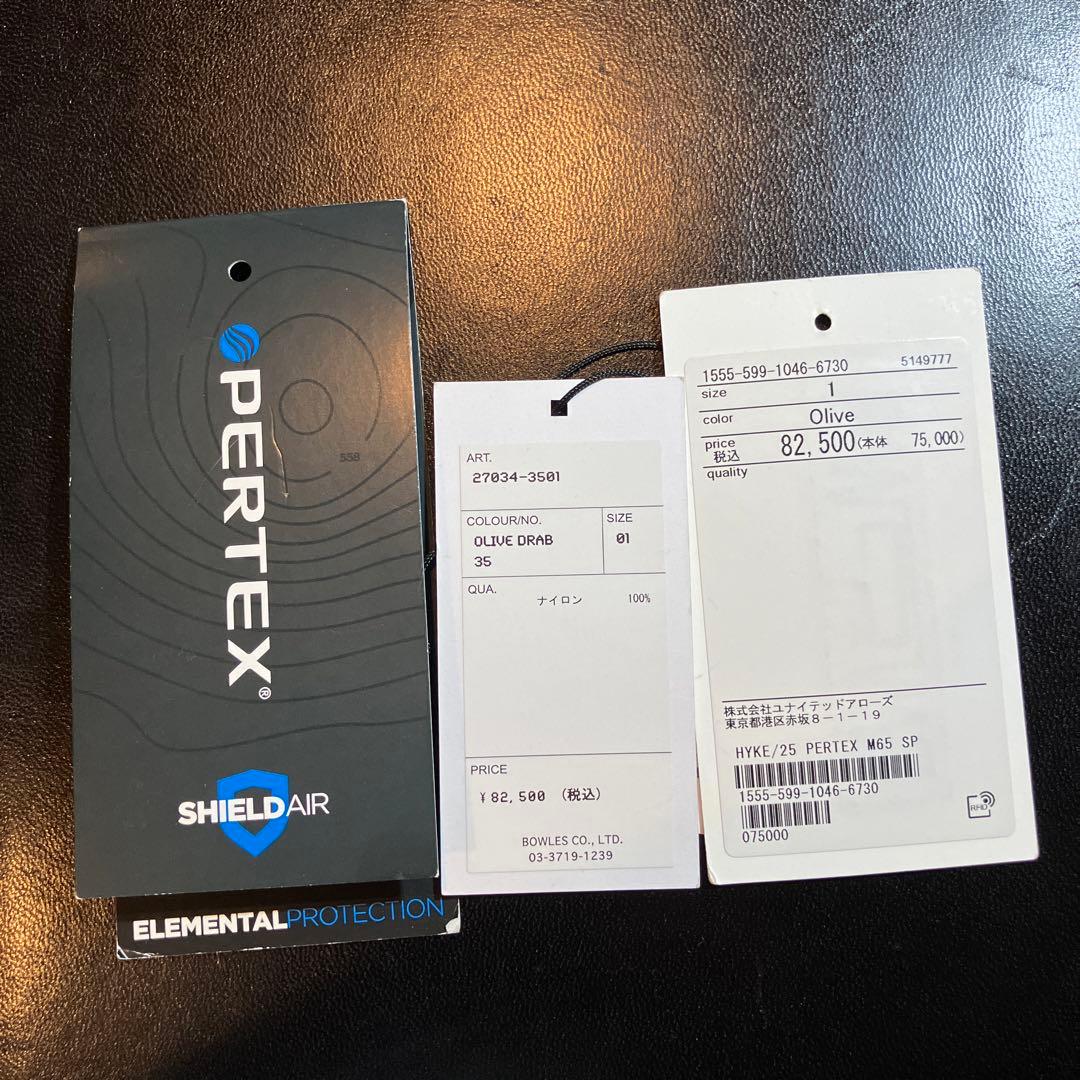 PERTEX®
558
SHIELDAIR
ELEMENTALPROTECTION
ART.
27034-3501
COLOUR/NO.
OLIVE DRAB
35
SIZE
01
QUA.
ナイロン 100%
PRICE
¥82,500 (税込)
BOWLES CO., LTD.
03-3719-1239
1555-599-1046-6730 5149777
size 1
color Olive
price 税込 82,500(本体 75,000)
quality
株式会社ユナイテッドアローズ
東京都港区赤坂8-1-19
HYKE/25 PERTEX M65 SP
1555-599-1046-6730
075000
RFID